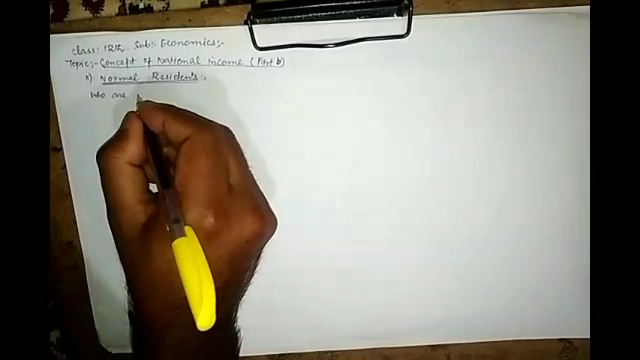 Class: 12th Sub:- Economics;-
Topic;- Concept of National income (Part b)
1) Normal Residents:,
Who are